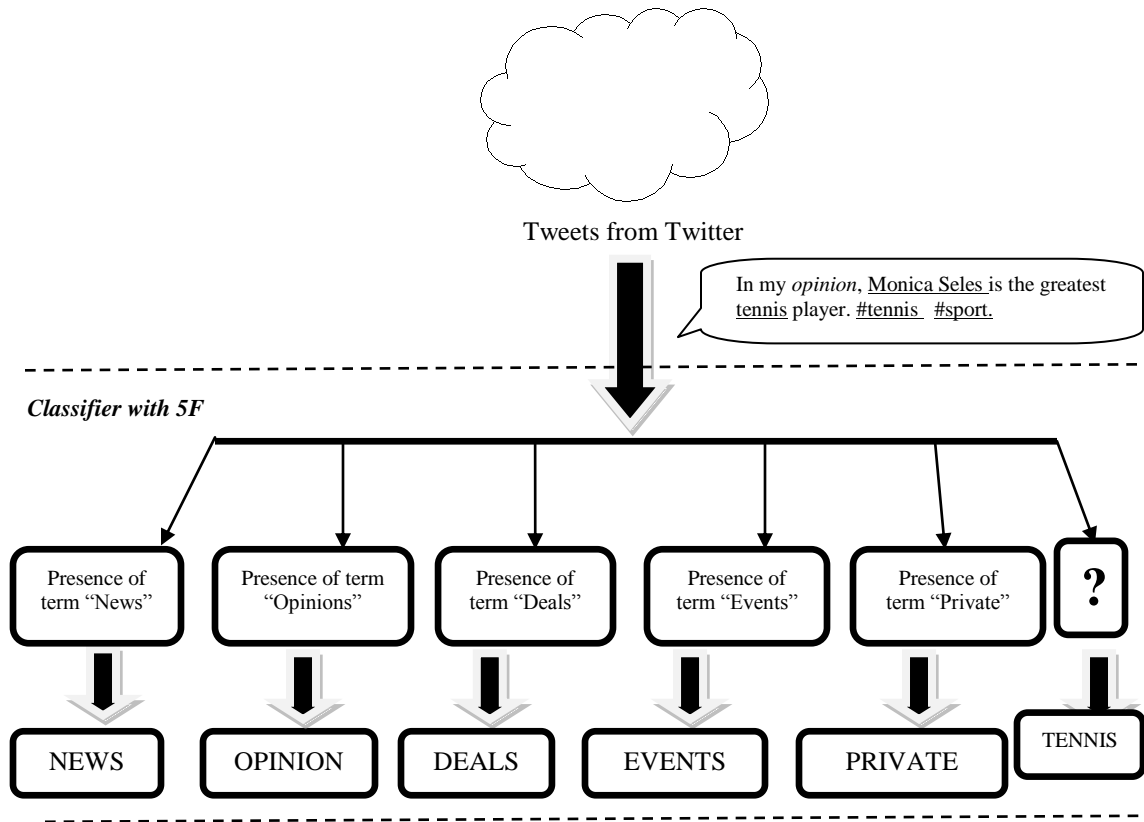 Tweets from Twitter
In my opinion, Monica Seles is the greatest
tennis player. #tennis #sport.
Classifier with 5F
Presence of
term “News”
Presence of term
“Opinions”
Presence of
term “Deals”
Presence of
term “Events”
Presence of
term “Private”
?
NEWS
OPINION
DEALS
EVENTS
PRIVATE
TENNIS